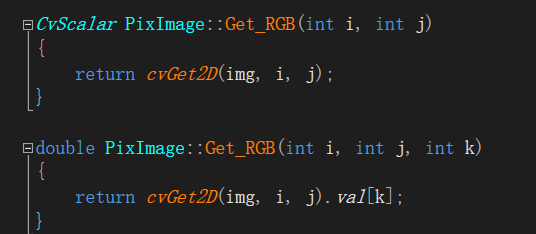 CvScalar PixImage::Get_RGB(int i, int j)
{
return cvGet2D(img, i, j);
}
double PixImage::Get_RGB(int i, int j, int k)
{
return cvGet2D(img, i, j).val[k];
}